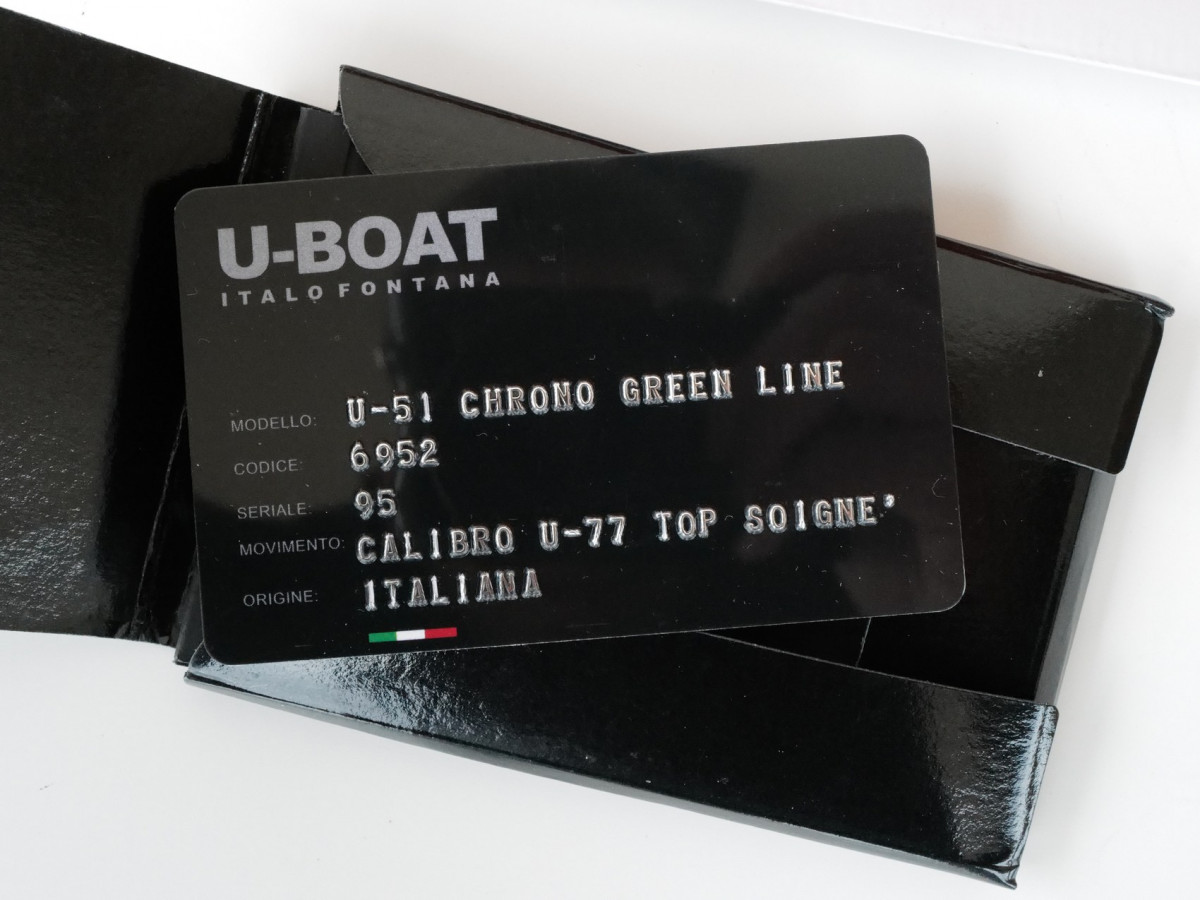 U-BOAT
ITALO FONTANA
MODELLO: U-51 CHRONO GREEN LINE
CODICE: 6952
SERIALE: 95
MOVIMENTO: CALIBRO U-77 TOP SOIGNE'
ORIGINE: ITALIANA